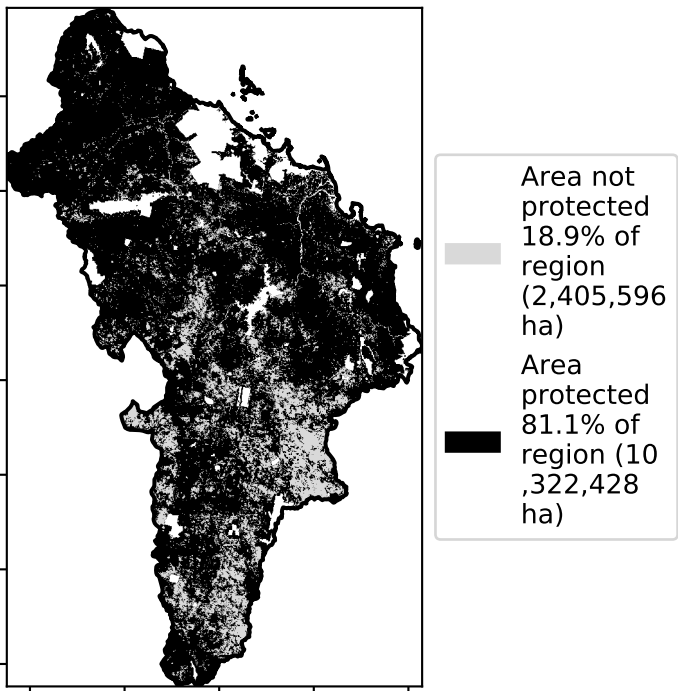 Area not
protected
18.9% of
region
(2,405,596
ha)
Area
protected
81.1% of
region (10
,322,428
ha)